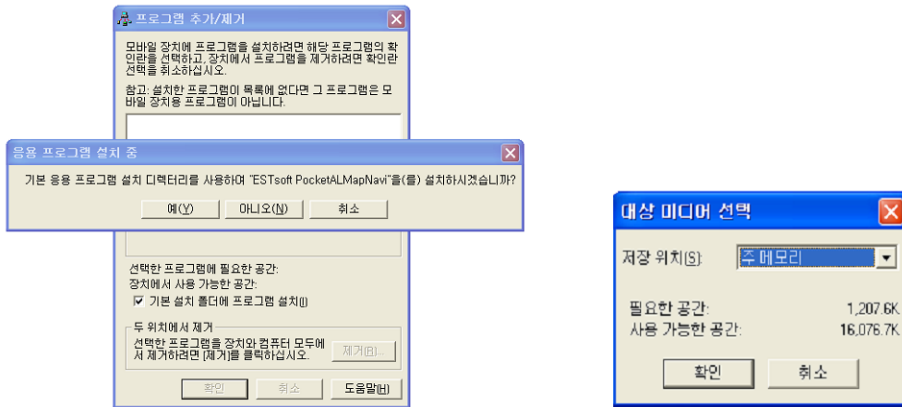 프로그램 추가/제거
모바일 장치에 프로그램을 설치하려면 해당 프로그램의 확
인란을 선택하고, 장치에서 프로그램을 제거하려면 확인란
선택을 취소하십시오.
참고: 설치한 프로그램이 목록에 없다면 그 프로그램은 모
바일 장치용 프로그램이 아닙니다.
응용 프로그램 설치 중
기본 응용 프로그램 설치 디렉터리를 사용하여 "ESTsoft PocketALMapNavi"을(를) 설치하시겠습니까?
예(Y) 아니오(N) 취소
선택한 프로그램에 필요한 공간:
장치에서 사용 가능한 공간:
기본 설치 폴더에 프로그램 설치(I)
두 위치에서 제거
선택한 프로그램을 장치와 컴퓨터 모두에
서 제거하려면 [제거]를 클릭하십시오.
제거(R)...
확인 취소 도움말(H)
대상 미디어 선택
저장 위치(S): 주 메모리
필요한 공간: 1,207.6K
사용 가능한 공간: 16,076.7K
확인 취소